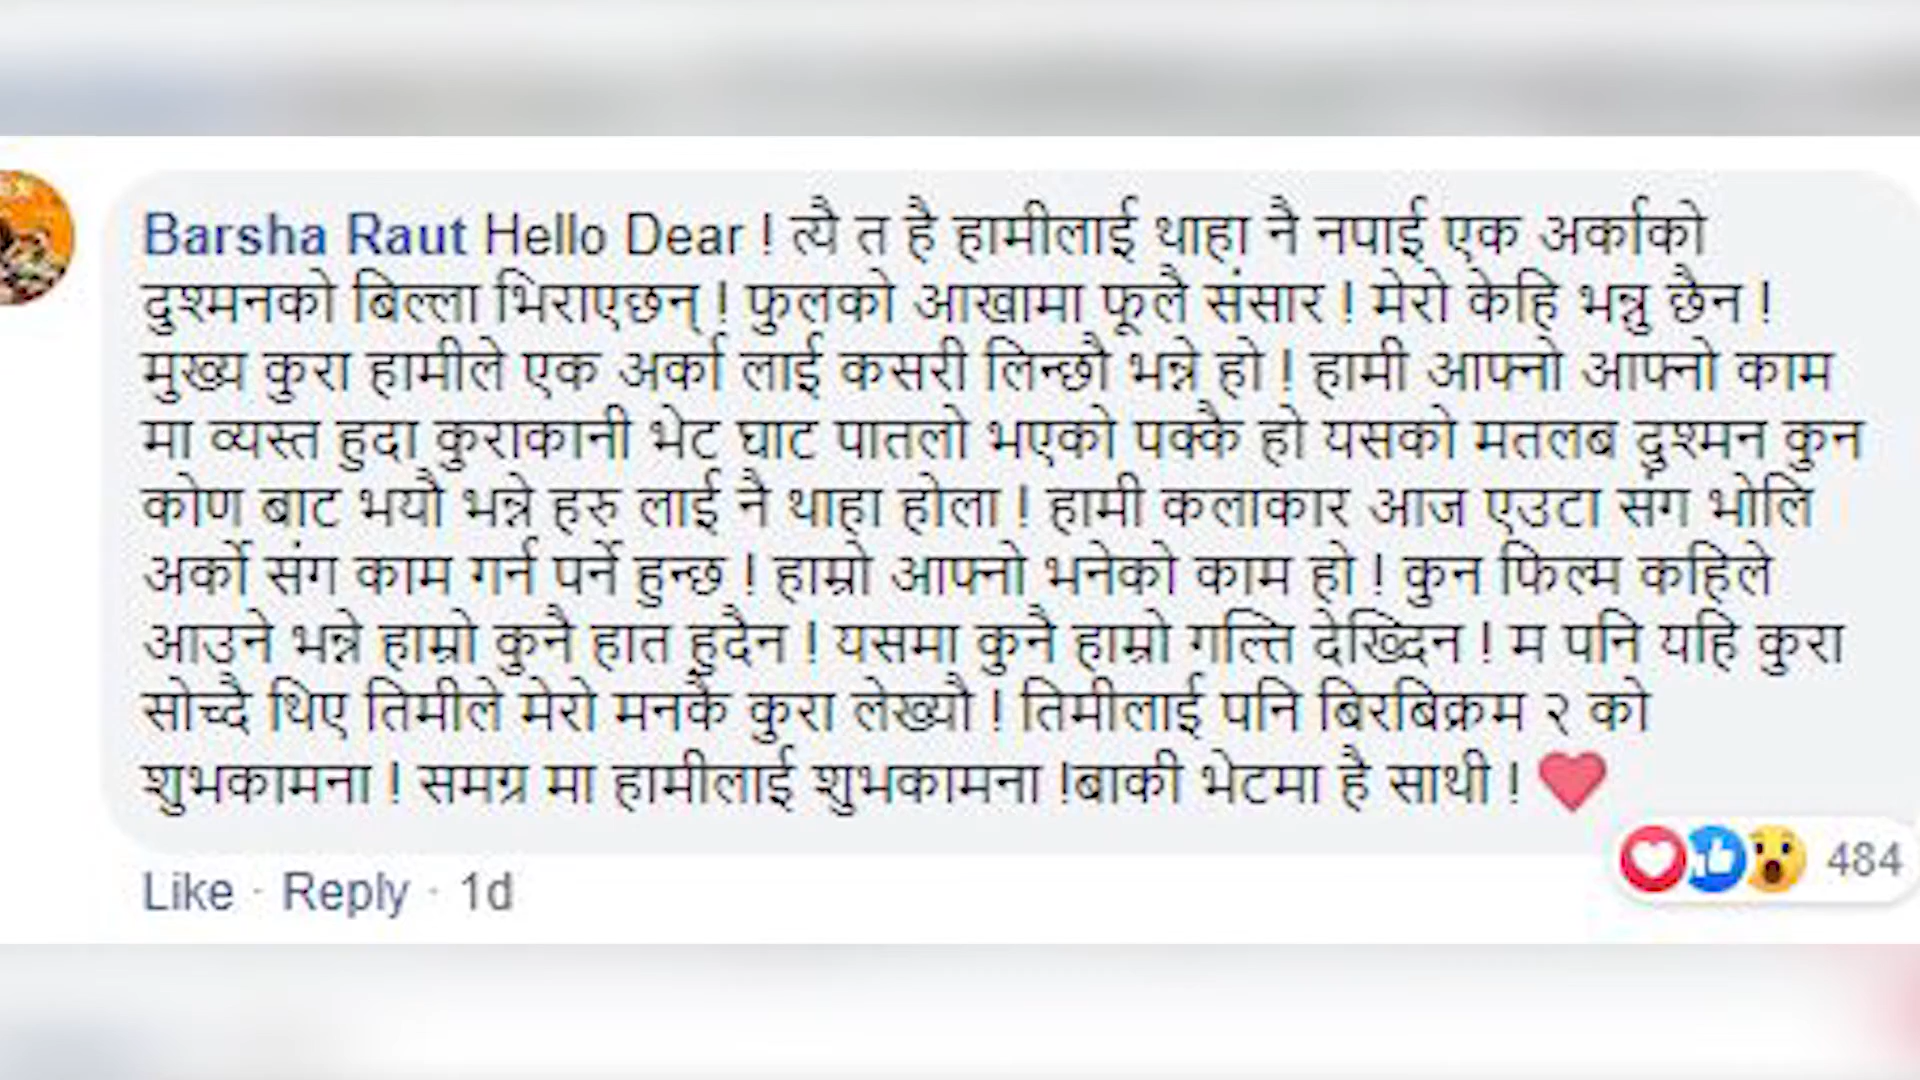 Barsha Raut Hello Dear ! त्यै त है हामीलाई थाहा नै नपाई एक अर्काको
दुश्मनको बिल्ला भिराएछन् ! फुलको आखामा फूलै संसार ! मेरो केहि भन्नु छैन !
मुख्य कुरा हामीले एक अर्का लाई कसरी लिन्छौ भन्ने हो ! हामी आफ्नो आफ्नो काम
मा व्यस्त हुदा कुराकानी भेट घाट पातलो भएको पक्कै हो यसको मतलब दुश्मन कुन
कोण बाट भयौ भन्ने हरु लाई नै थाहा होला ! हामी कलाकार आज एउटा संग भोलि
अर्को संग काम गर्न पर्ने हुन्छ ! हाम्रो आफ्नो भनेको काम हो ! कुन फिल्म कहिले
आउने भन्ने हाम्रो कुनै हात हुदैन ! यसमा कुनै हाम्रो गल्ति देख्दिन ! म पनि यहि कुरा
सोच्दै थिए तिमीले मेरो मनकै कुरा लेख्यौ ! तिमीलाई पनि बिरबिक्रम २ को
शुभकामना ! समग्र मा हामीलाई शुभकामना !बाकी भेटमा है साथी ! ❤
484
Like · Reply · 1d